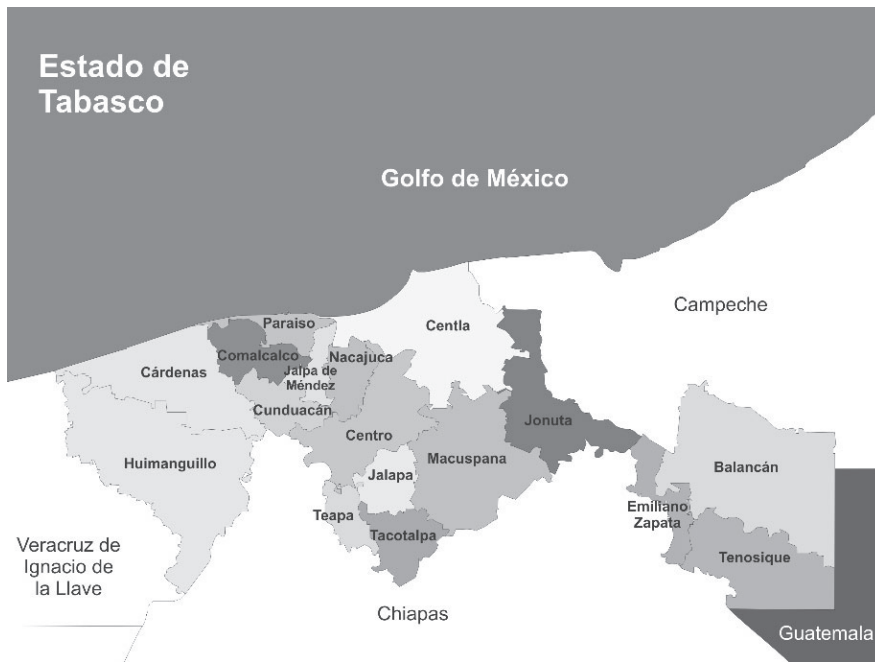 Estado de
Tabasco
Golfo de México
Campeche
Centla
Paraiso
Comalcalco
Nacajuca
Jalpa de
Méndez
Cárdenas
Cunduacán
Jonuta
Centro
Macuspana
Huimanguillo
Jalapa
Balancán
Teapa
Emiliano
Zapata
Tacotalpa
Tenosique
Veracruz de
Ignacio de
la Llave
Chiapas
Guatemala